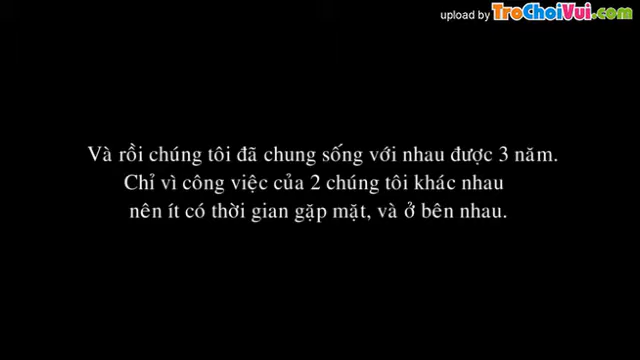 upload by TroChoiVui.com
Và rồi chúng tôi đã chung sống với nhau được 3 năm.
Chỉ vì công việc của 2 chúng tôi khác nhau
nên ít có thời gian gặp mặt, và ở bên nhau.